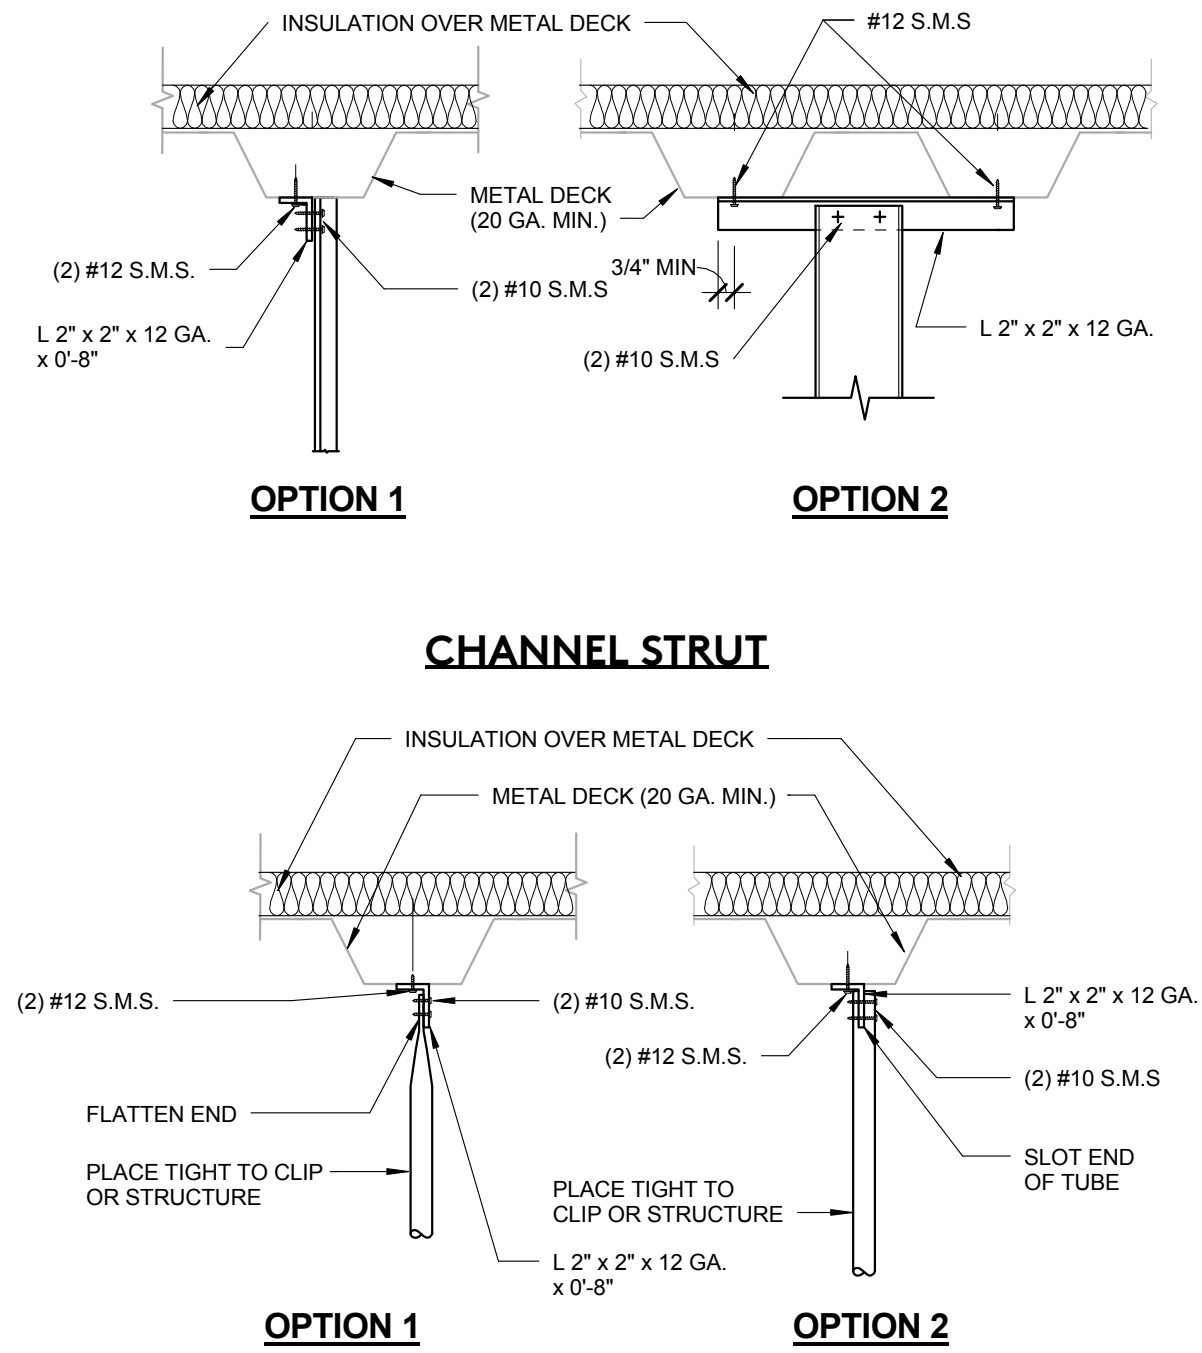 INSULATION OVER METAL DECK
#12 S.M.S
METAL DECK
(20 GA. MIN.)
(2) #12 S.M.S.
(2) #10 S.M.S
L 2" x 2" x 12 GA.
x 0'-8"
3/4" MIN
L 2" x 2" x 12 GA.
(2) #10 S.M.S
OPTION 1
OPTION 2
CHANNEL STRUT
INSULATION OVER METAL DECK
METAL DECK (20 GA. MIN.)
(2) #12 S.M.S.
(2) #10 S.M.S.
FLATTEN END
PLACE TIGHT TO CLIP
OR STRUCTURE
L 2" x 2" x 12 GA.
x 0'-8"
L 2" x 2" x 12 GA.
x 0'-8"
(2) #12 S.M.S.
(2) #10 S.M.S
SLOT END
OF TUBE
PLACE TIGHT TO
CLIP OR STRUCTURE
OPTION 1
OPTION 2